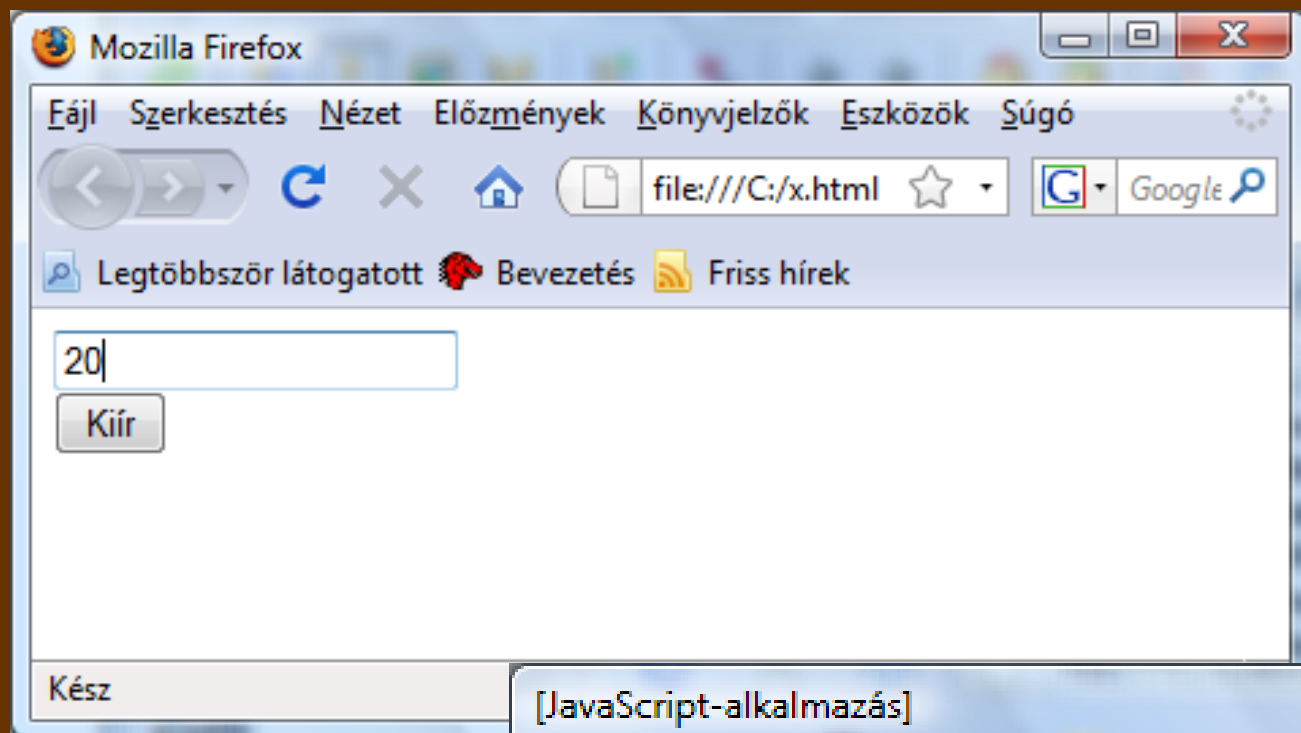 Mozilla Firefox
Fájl Szerkesztés Nézet Előzmények Könyvjelzők Eszközök Súgó
file:///C:/x.html G Google
Legtöbbször látogatott Bevezetés Friss hírek
20
Kiír
Kész
[JavaScript-alkalmazás]